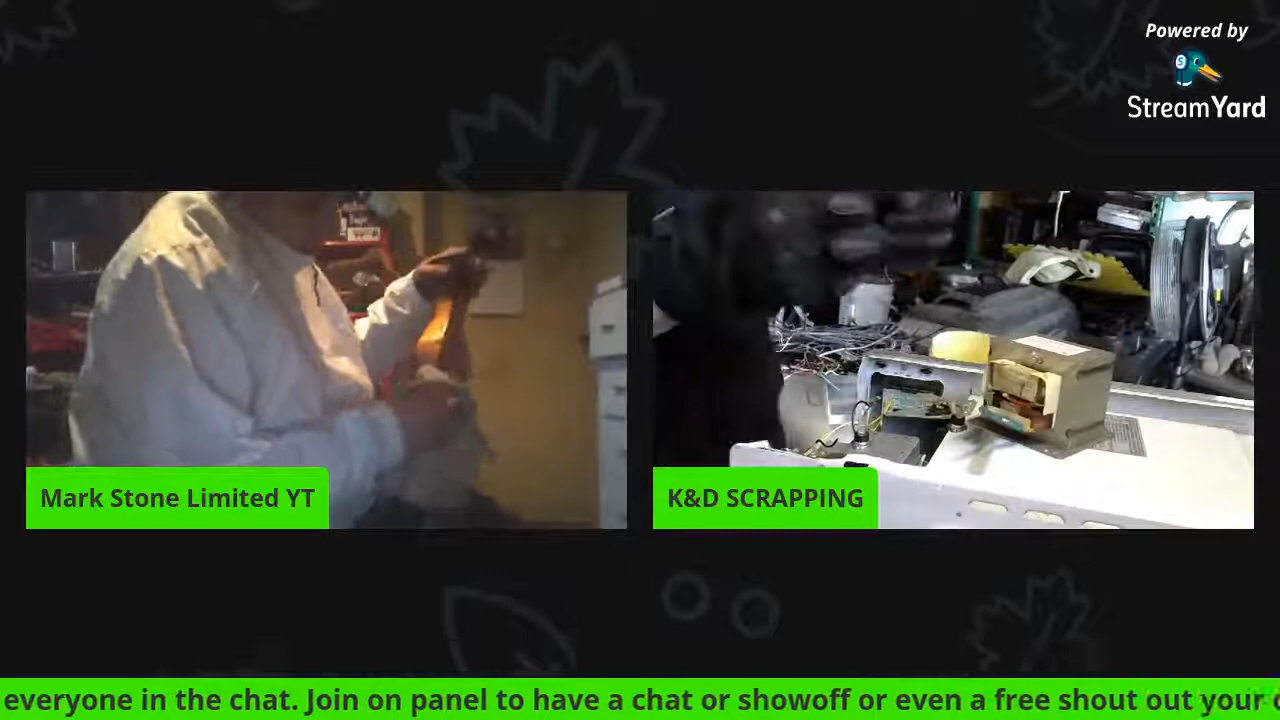 Powered by
StreamYard
Mark Stone Limited YT
K&D SCRAPPING
everyone in the chat. Join on panel to have a chat or showoff or even a free shout out your